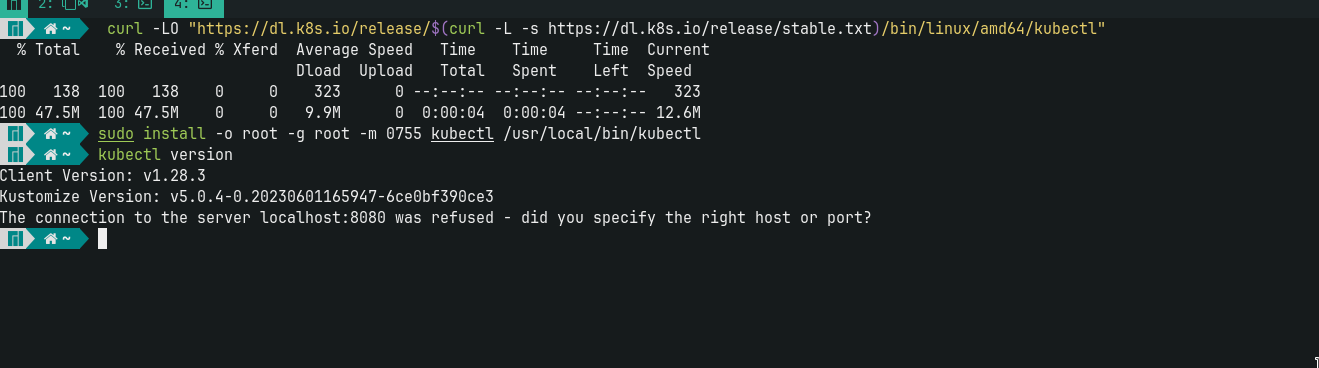 2: 3: 4:
~ curl -LO "https://dl.k8s.io/release/$(curl -L -s https://dl.k8s.io/release/stable.txt)/bin/linux/amd64/kubectl"
  % Total    % Received % Xferd  Average Speed   Time    Time     Time  Current
                                 Dload  Upload   Total   Spent    Left  Speed
100   138  100   138    0     0    323      0 --:--:-- --:--:-- --:--:--   323
100 47.5M  100 47.5M    0     0   9.9M      0  0:00:04  0:00:04 --:--:-- 12.6M
~ sudo install -o root -g root -m 0755 kubectl /usr/local/bin/kubectl
~ kubectl version
Client Version: v1.28.3
Kustomize Version: v5.0.4-0.20230601165947-6ce0bf390ce3
The connection to the server localhost:8080 was refused - did you specify the right host or port?
~